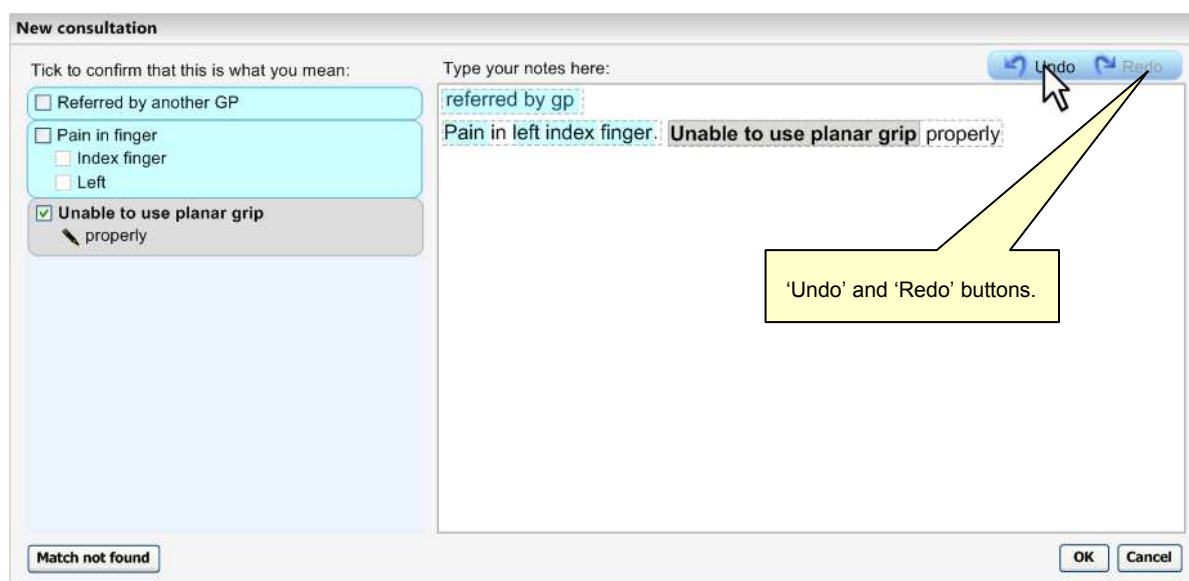 New consultation
Tick to confirm that this is what you mean:
Referred by another GP
Pain in finger
Index finger
Left
Unable to use planar grip
properly
Type your notes here:
Undo Redo
referred by gp
Pain in left index finger. Unable to use planar grip properly
‘Undo’ and ‘Redo’ buttons.
Match not found
OK Cancel